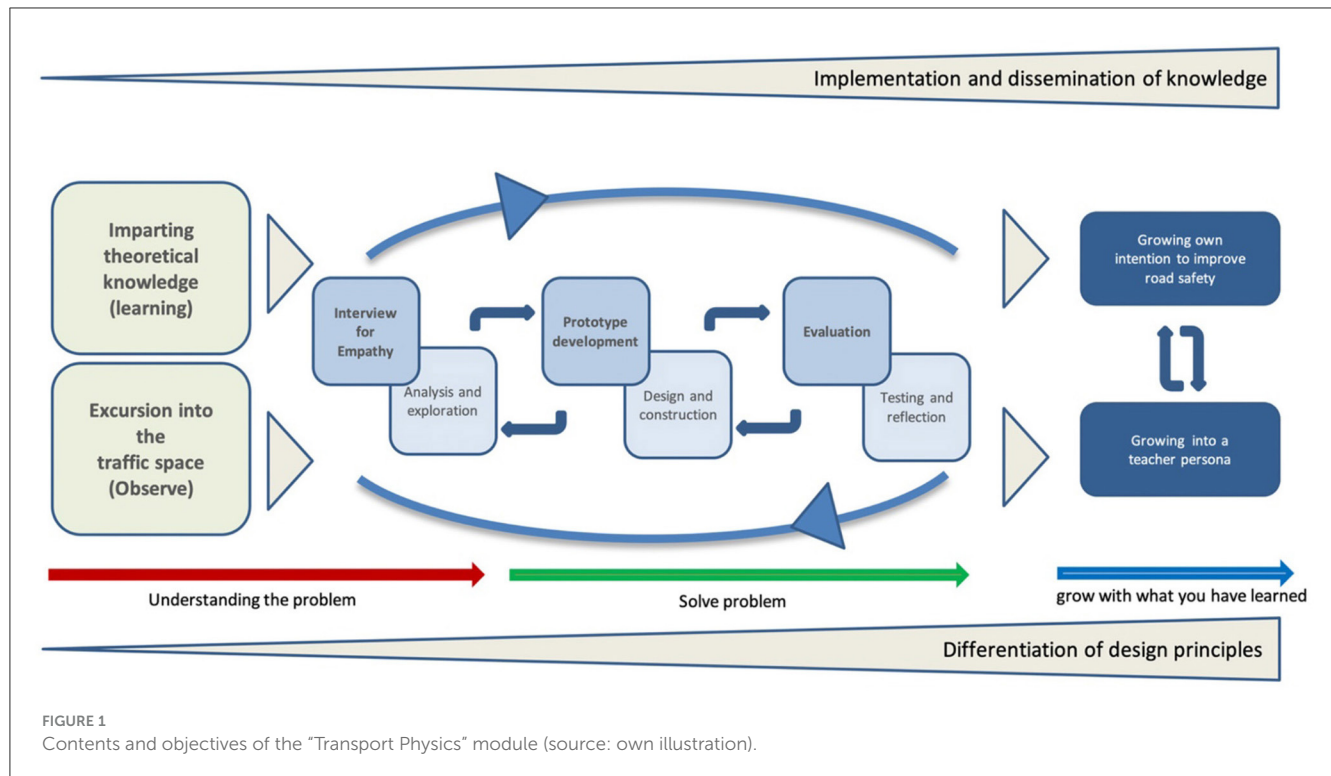 Implementation and dissemination of knowledge
Imparting
theoretical
knowledge
(learning)
Excursion into
the
traffic space
(Observe)
Interview
for
Empathy
Analysis and
exploration
Prototype
development
Design and
construction
Evaluation
Testing and
reflection
Growing own
intention to improve
road safety
Growing into a
teacher persona
Understanding the problem
Solve problem
grow with what you have learned
Differentiation of design principles
FIGURE 1
Contents and objectives of the “Transport Physics” module (source: own illustration).